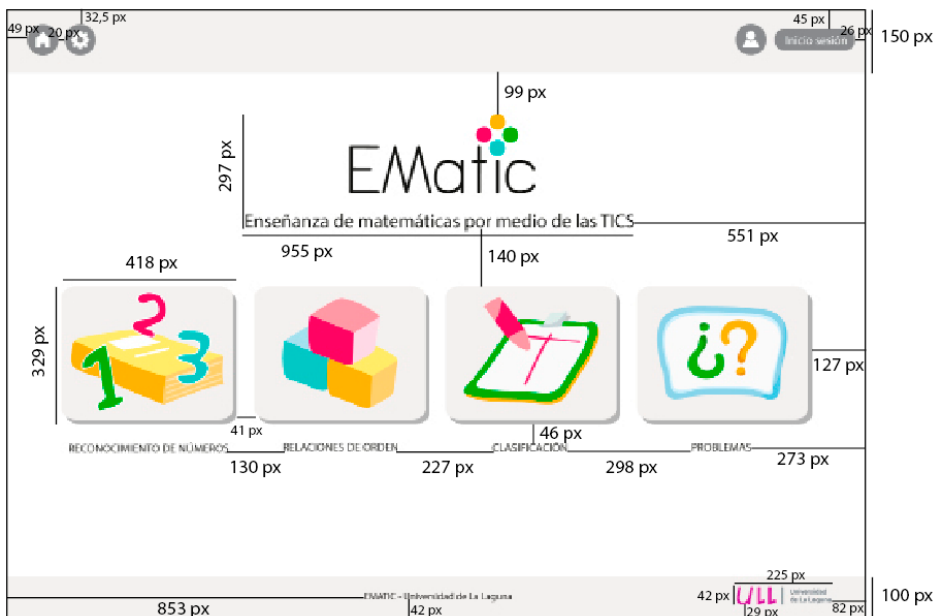 32,5 px
45 px
49 px
20 px
26 px
Inicio sesión
150 px
99 px
297 px
EMatic
Enseñanza de matemáticas por medio de las TICS
551 px
955 px
140 px
418 px
2
1 3
¿?
329 px
127 px
41 px
46 px
RECONOCIMIENTO DE NÚMEROS RELACIONES DE ORDEN CLASIFICACIÓN PROBLEMAS
130 px 227 px 298 px 273 px
225 px
EMATIC - Universidad de La Laguna
42 px ULL Universidad
de La Laguna
100 px
853 px 42 px 29 px 82 px